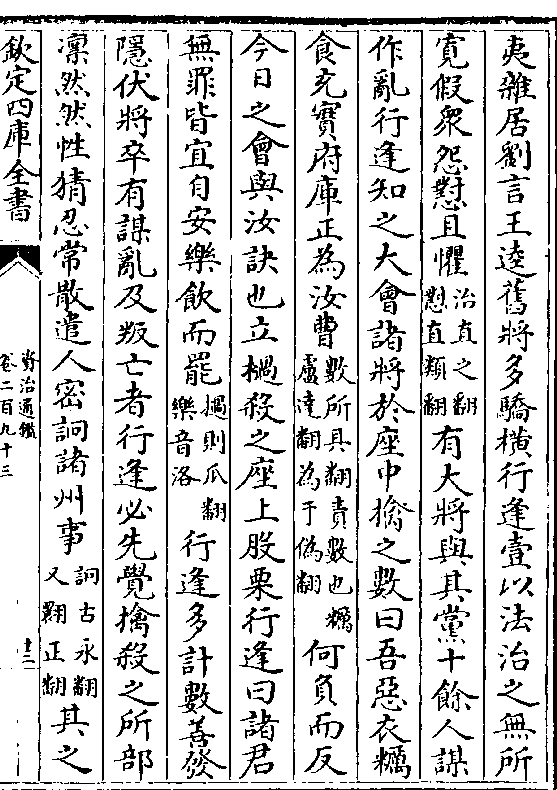 夷雜居劉言王逵舊將多驕橫行逢壹以法治之無所
寛假衆怨懟且懼治直之翻懟直類翻有大將與其黨十餘人謀
作亂行逢知之大會諸將於座中擒之數曰吾惡衣糲
食充實府庫正為汝曹數所具翻責數也糲盧達翻為于偽翻何負而反
今日之會與汝訣也立檛殺之座上股栗行逢曰諸君
無罪皆宜自安樂飲而罷檛則瓜翻樂音洛行逢多計數善發
隱伏將卒有謀亂及叛亡者行逢必先覺擒殺之所部
凛然然性猜忍常散遣人密詗諸州事詗古永翻又翾正翻其之
欽定四庫全書
資治通鑑
卷二百九十三
十二